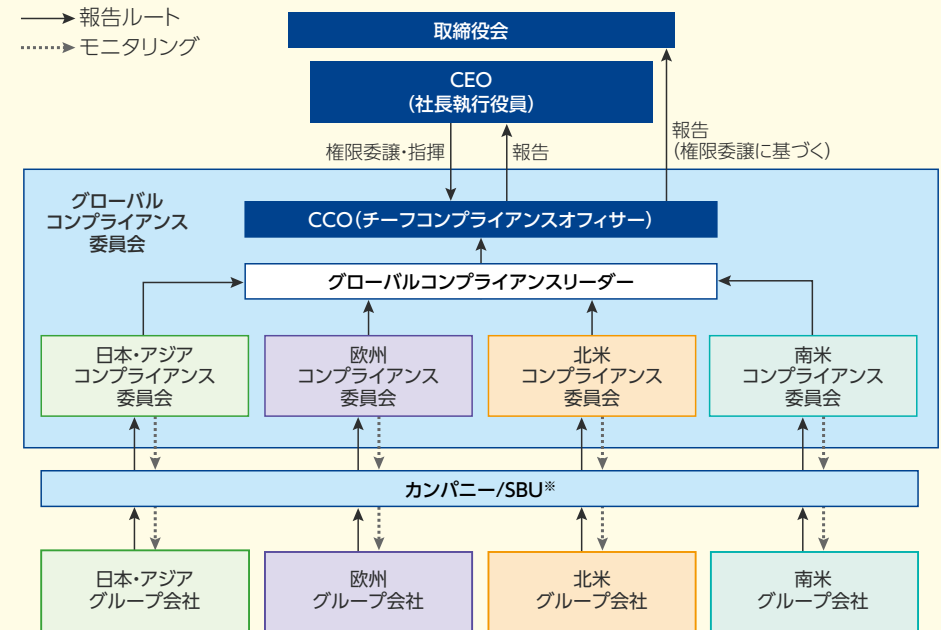 報告ルート
モニタリング
取締役会
CEO
(社長執行役員)
権限委譲・指揮
報告
報告
(権限委譲に基づく)
グローバル
コンプライアンス
委員会
CCO(チーフコンプライアンスオフィサー)
グローバルコンプライアンスリーダー
日本・アジア
コンプライアンス
委員会
欧州
コンプライアンス
委員会
北米
コンプライアンス
委員会
南米
コンプライアンス
委員会
カンパニー/SBU※
日本・アジア
グループ会社
欧州
グループ会社
北米
グループ会社
南米
グループ会社